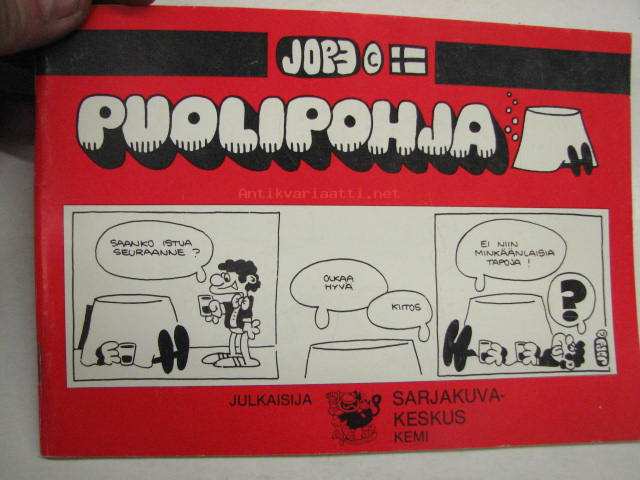 JOPE ©
PUOLIPOHJA
Antikvariaatti.net
SAANKO ISTUA
SEURAANNE?
OLKAA
HYVÄ
KIITOS
EI NIIN
MINKÄÄNLAISIA
TAPOJA!
?
JULKAISIJA
SARJAKUVA-
KESKUS
KEMI